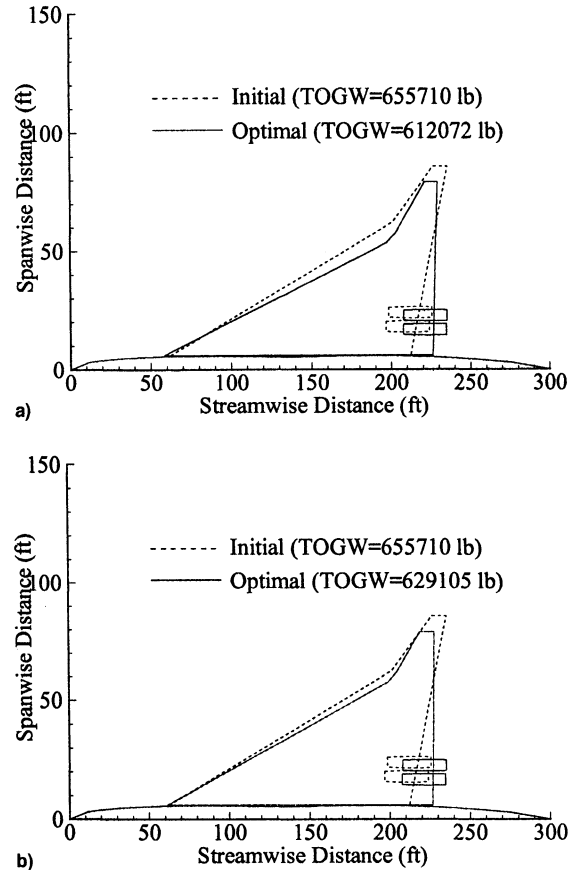 150
100
50
0
Spanwise Distance (ft)
Initial (TOGW=655710 lb)
Optimal (TOGW=612072 lb)
0 50 100 150 200 250 300
Streamwise Distance (ft)
a)
150
100
50
0
Spanwise Distance (ft)
Initial (TOGW=655710 lb)
Optimal (TOGW=629105 lb)
0 50 100 150 200 250 300
Streamwise Distance (ft)
b)